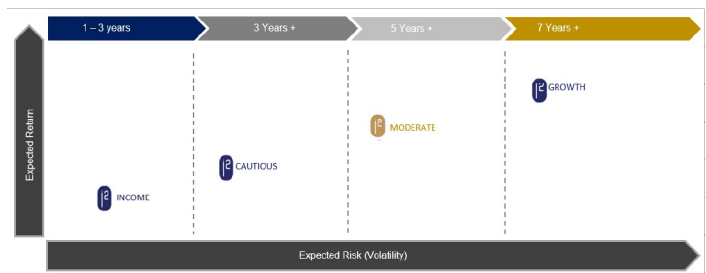 1 – 3 years
3 Years +
5 Years +
7 Years +
Expected Return
GROWTH
MODERATE
CAUTIOUS
INCOME
Expected Risk (Volatility)